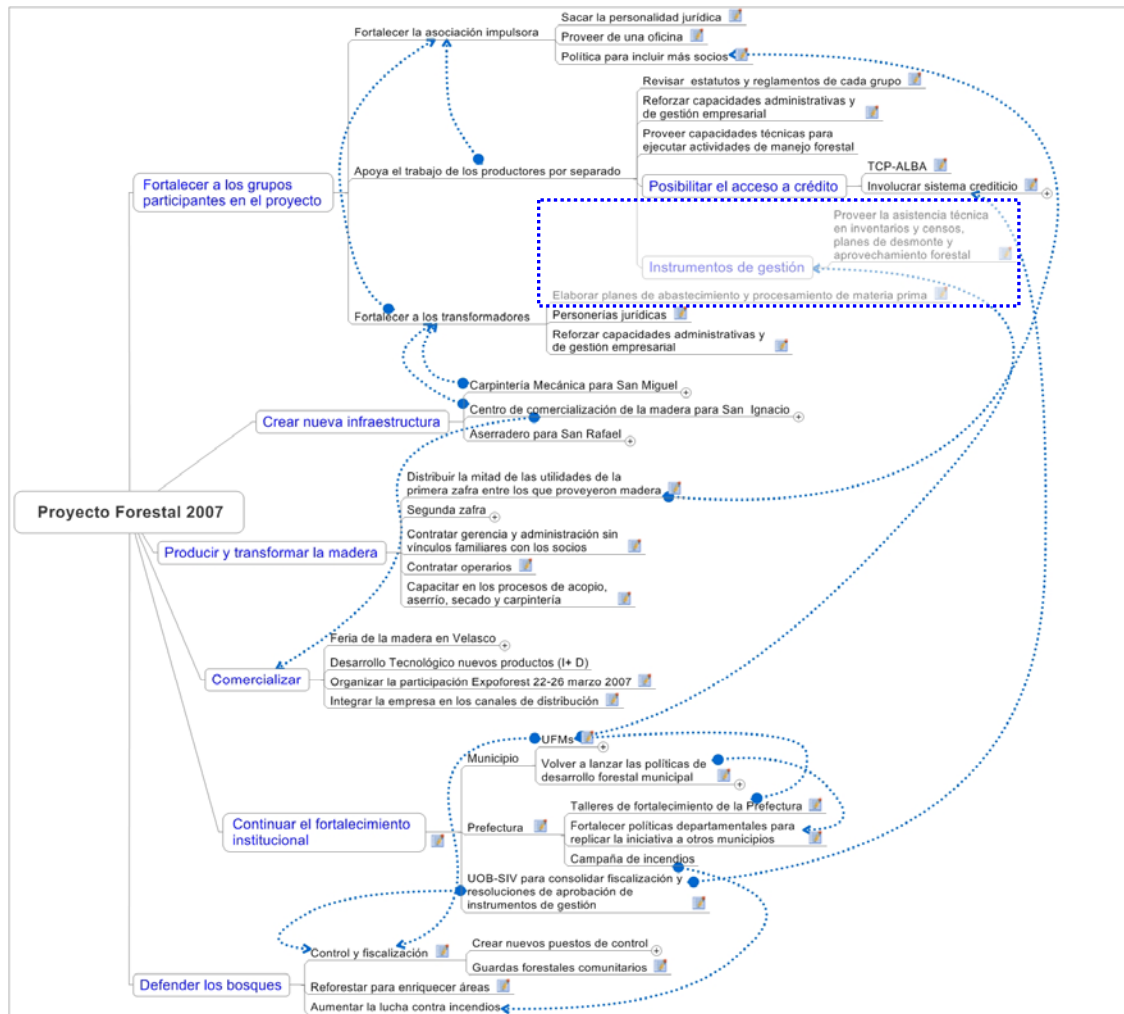 Fortalecer la asociación impulsora
Sacar la personalidad jurídica
Proveer de una oficina
Política para incluir más socios
Apoya el trabajo de los productores por separado
Revisar estatutos y reglamentos de cada grupo
Reforzar capacidades administrativas y
de gestión empresarial
Proveer capacidades técnicas para
ejecutar actividades de manejo forestal
Posibilitar el acceso a crédito
TCP-ALBA
Involucrar sistema crediticio
Fortalecer a los grupos
participantes en el proyecto
Instrumentos de gestión
Proveer la asistencia técnica
en inventarios y censos,
planes de desmonte y
aprovechamiento forestal
Elaborar planes de abastecimiento y procesamiento de materia prima
Fortalecer a los transformadores
Personerías jurídicas
Reforzar capacidades administrativas y
de gestión empresarial
Crear nueva infraestructura
Carpintería Mecánica para San Miguel
Centro de comercialización de la madera para San Ignacio
Aserradero para San Rafael
Proyecto Forestal 2007
Producir y transformar la madera
Distribuir la mitad de las utilidades de la
primera zafra entre los que proveyeron madera
Segunda zafra
Contratar gerencia y administración sin
vínculos familiares con los socios
Contratar operarios
Capacitar en los procesos de acopio,
aserrío, secado y carpintería
Comercializar
Feria de la madera en Velasco
Desarrollo Tecnológico nuevos productos (I+ D)
Organizar la participación Expoforest 22-26 marzo 2007
Integrar la empresa en los canales de distribución
Continuar el fortalecimiento
institucional
Municipio
UFMs
Volver a lanzar las políticas de
desarrollo forestal municipal
Prefectura
Talleres de fortalecimiento de la Prefectura
Fortalecer políticas departamentales para
replicar la iniciativa a otros municipios
Campaña de incendios
UOB-SIV para consolidar fiscalización y
resoluciones de aprobación de
instrumentos de gestión
Defender los bosques
Control y fiscalización
Crear nuevos puestos de control
Guardas forestales comunitarios
Reforestar para enriquecer áreas
Aumentar la lucha contra incendios